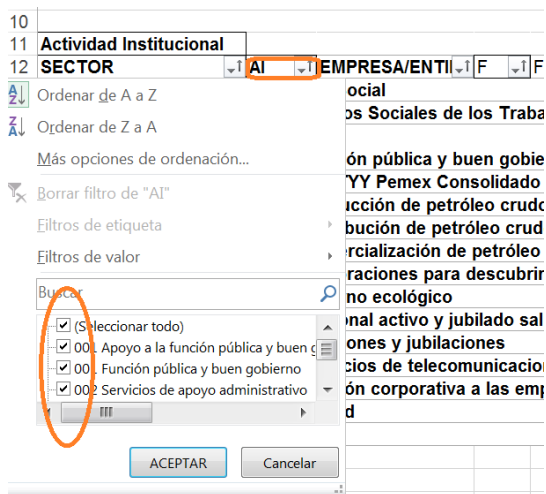 10
11 Actividad Institucional
12 SECTOR AI EMPRESA/ENTI F F
Ordenar de A a Z
Ordenar de Z a A
Más opciones de ordenación...
Borrar filtro de "AI"
Filtros de etiqueta
Filtros de valor
Buscar
(Seleccionar todo)
001 Apoyo a la función pública y buen g
001 Función pública y buen gobierno
002 Servicios de apoyo administrativo
ACEPTAR Cancelar
ocial
os Sociales de los Traba
ón pública y buen gobie
YY Pemex Consolidado
ucción de petróleo crudo
bución de petróleo crud
rcialización de petróleo
raciones para descubrir
no ecológico
onal activo y jubilado sal
ones y jubilaciones
cios de telecomunicacio
ón corporativa a las emp
d